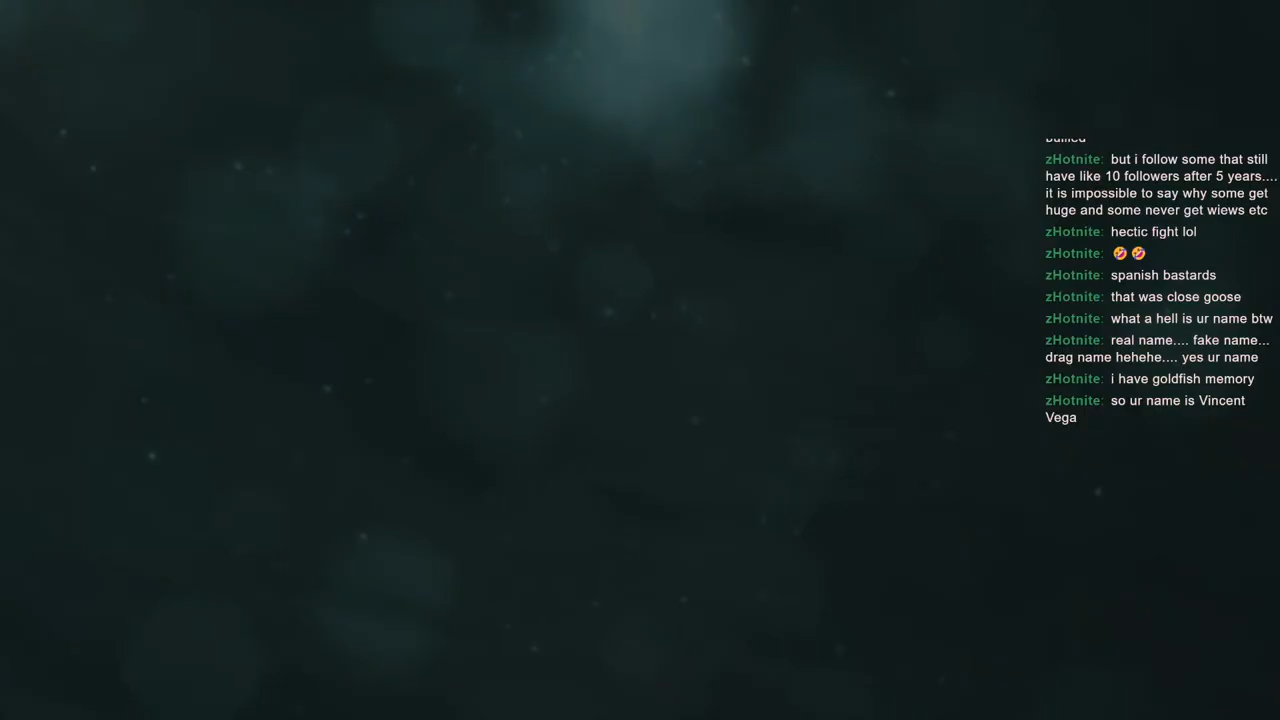 zHotnite: but i follow some that still
have like 10 followers after 5 years....
it is impossible to say why some get
huge and some never get wiews etc
zHotnite: hectic fight lol
zHotnite: 🤣 🤣
zHotnite: spanish bastards
zHotnite: that was close goose
zHotnite: what a hell is ur name btw
zHotnite: real name.... fake name...
drag name hehehe.... yes ur name
zHotnite: i have goldfish memory
zHotnite: so ur name is Vincent
Vega